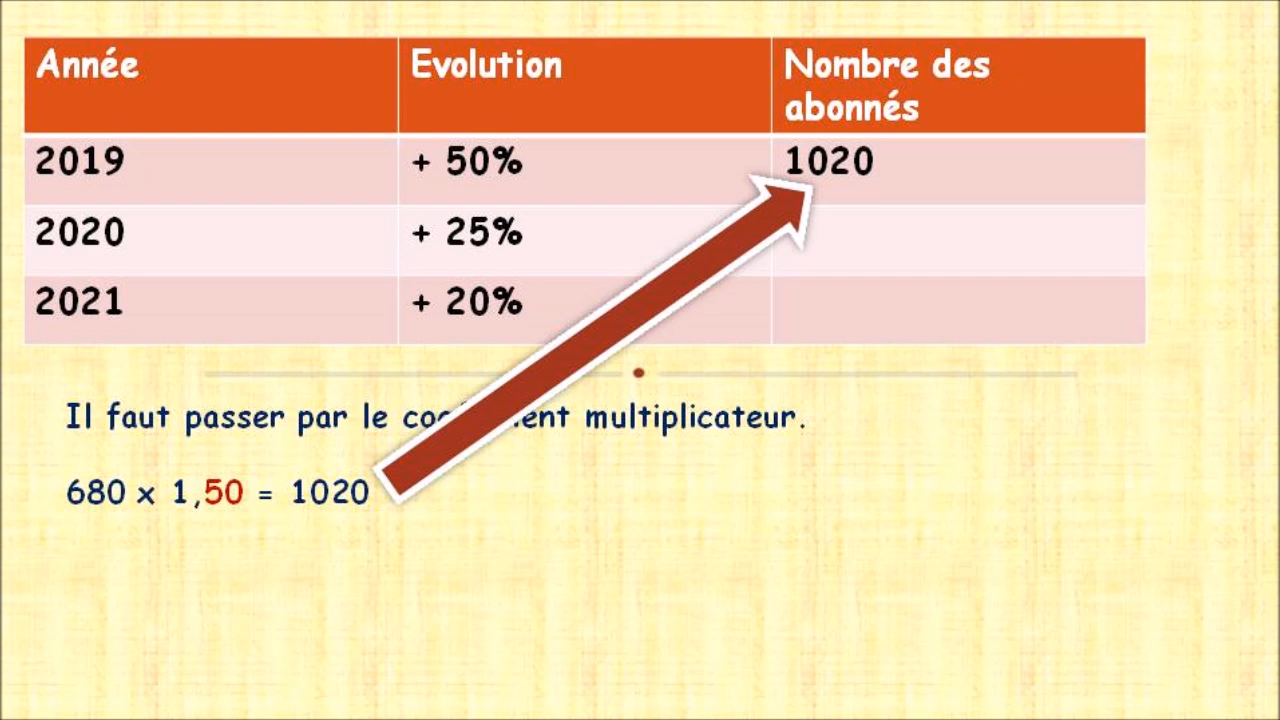 Année Evolution Nombre des
abonnés
2019 + 50% 1020
2020 + 25%
2021 + 20%
Il faut passer par le multiplicateur.
680 x 1,50 = 1020